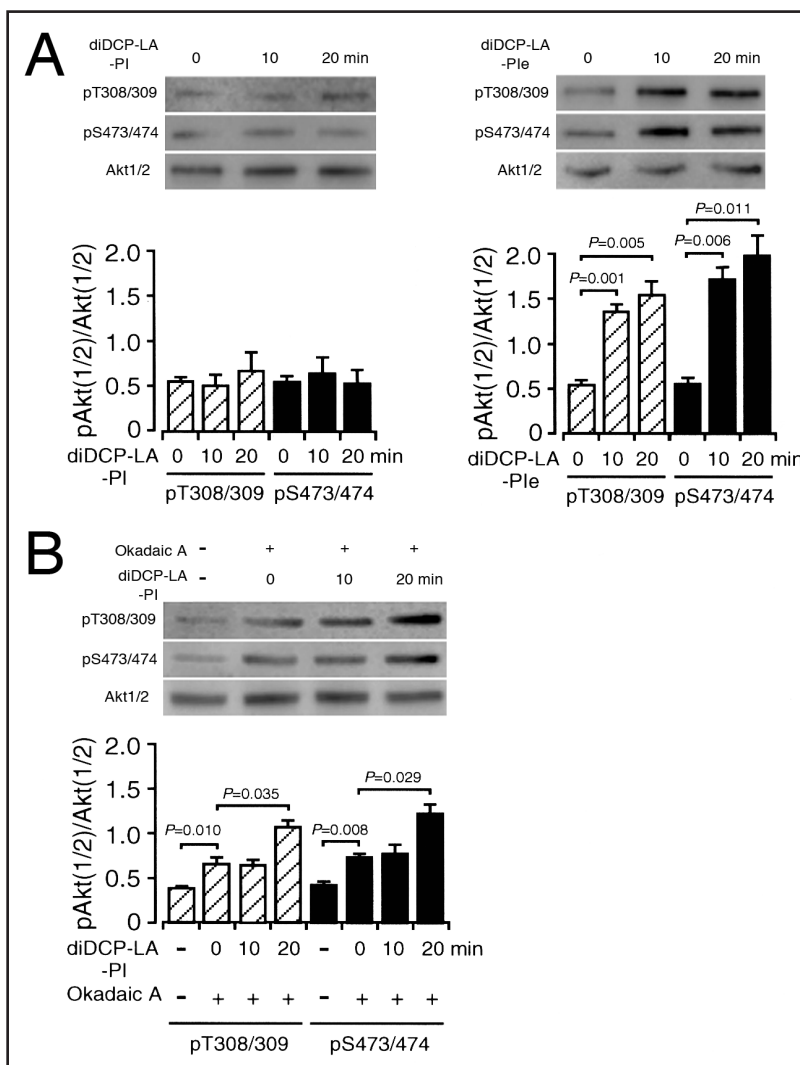 A
diDCP-LA
-PI
0 10 20 min
pT308/309
pS473/474
Akt1/2
pAkt(1/2)/Akt(1/2)
2.0
1.5
1.0
0.5
0
diDCP-LA
-PI
0 10 20 0 10 20 min
pT308/309 pS473/474
diDCP-LA
-PIe
0 10 20 min
pT308/309
pS473/474
Akt1/2
pAkt(1/2)/Akt(1/2)
2.0
1.5
1.0
0.5
0
P=0.001
P=0.005
P=0.006
P=0.011
diDCP-LA
-PIe
0 10 20 0 10 20 min
pT308/309 pS473/474
B
Okadaic A - + + +
diDCP-LA
-PI
- 0 10 20 min
pT308/309
pS473/474
Akt1/2
pAkt(1/2)/Akt(1/2)
2.0
1.5
1.0
0.5
0
P=0.010
P=0.035
P=0.008
P=0.029
diDCP-LA
-PI
- 0 10 20 - 0 10 20 min
Okadaic A - + + + - + + +
pT308/309 pS473/474